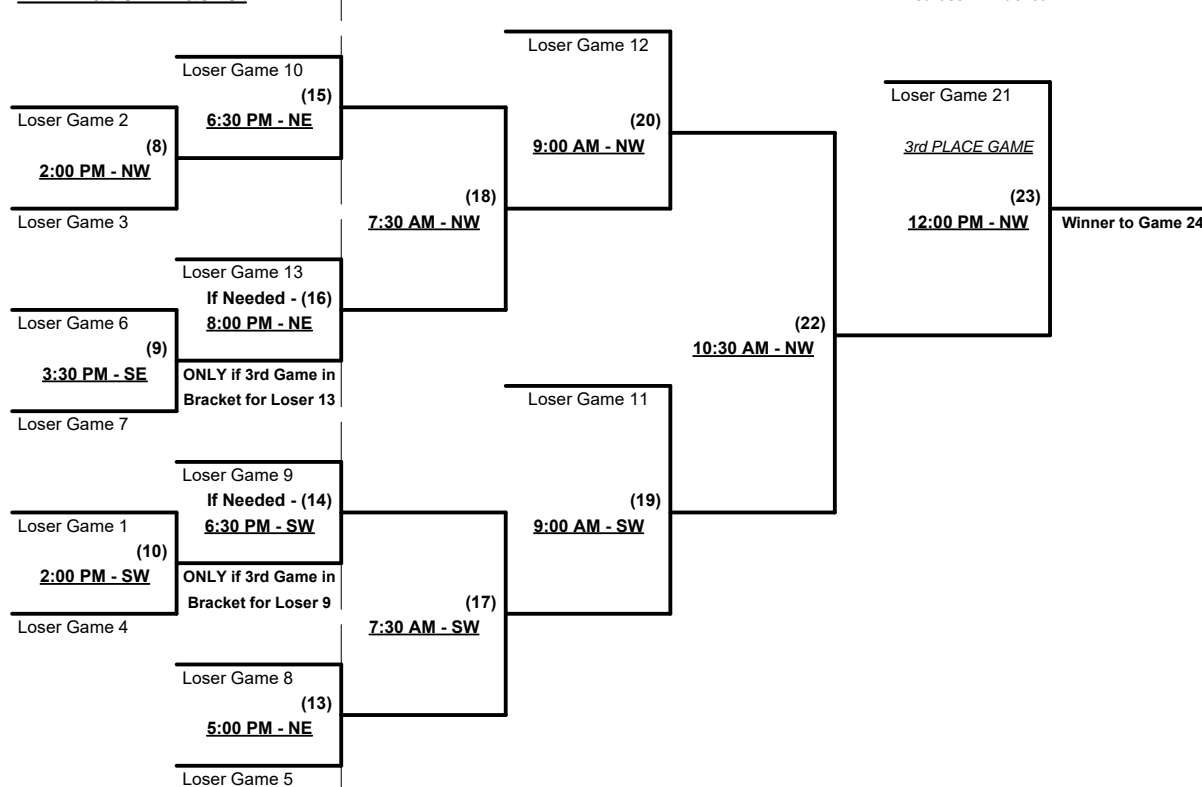 Loser Game 12
Loser Game 10
(15)
6:30 PM - NE
Loser Game 2
(8)
2:00 PM - NW
Loser Game 3
(20)
9:00 AM - NW
Loser Game 21
3rd PLACE GAME
(23)
12:00 PM - NW
Winner to Game 24
(18)
7:30 AM - NW
Loser Game 13
If Needed - (16)
8:00 PM - NE
Loser Game 6
(9)
3:30 PM - SE
ONLY if 3rd Game in
Bracket for Loser 13
Loser Game 7
(22)
10:30 AM - NW
Loser Game 11
Loser Game 9
If Needed - (14)
6:30 PM - SW
Loser Game 1
(10)
2:00 PM - SW
ONLY if 3rd Game in
Bracket for Loser 9
Loser Game 4
(19)
9:00 AM - SW
(17)
7:30 AM - SW
Loser Game 8
(13)
5:00 PM - NE
Loser Game 5